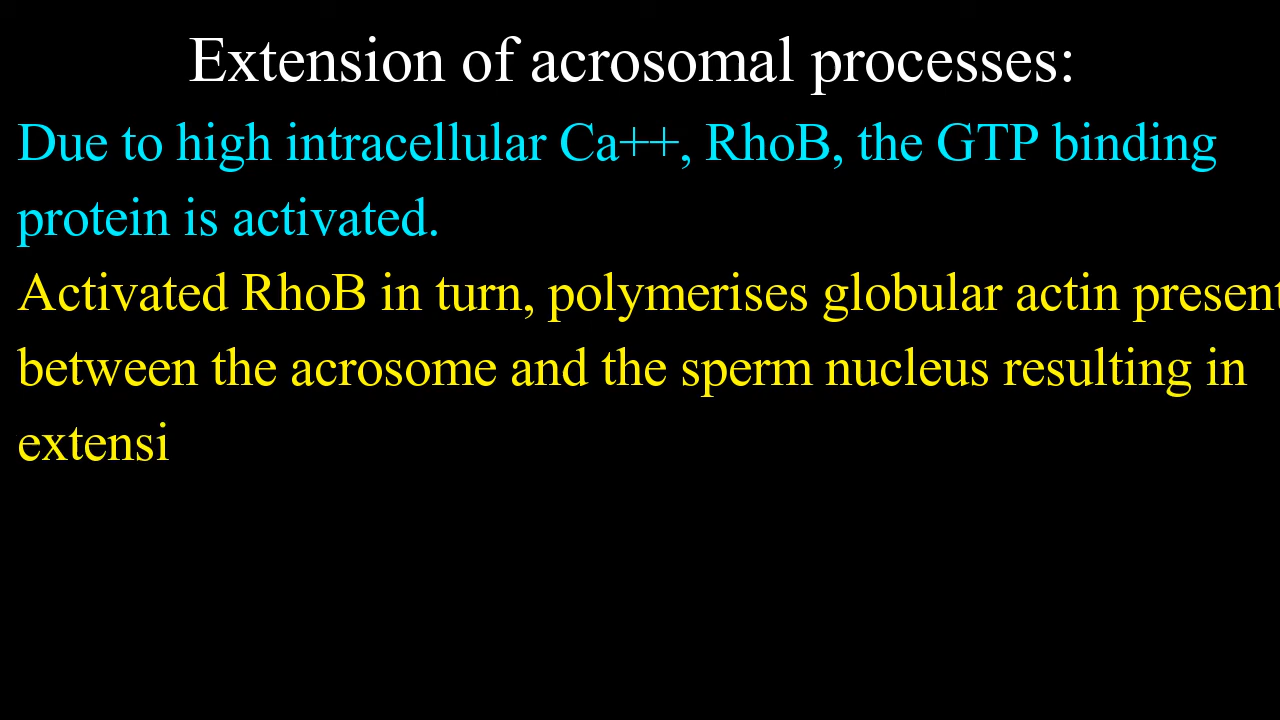 Extension of acrosomal processes:
Due to high intracellular Ca++, RhoB, the GTP binding
protein is activated.
Activated RhoB in turn, polymerises globular actin present
between the acrosome and the sperm nucleus resulting in
extensi